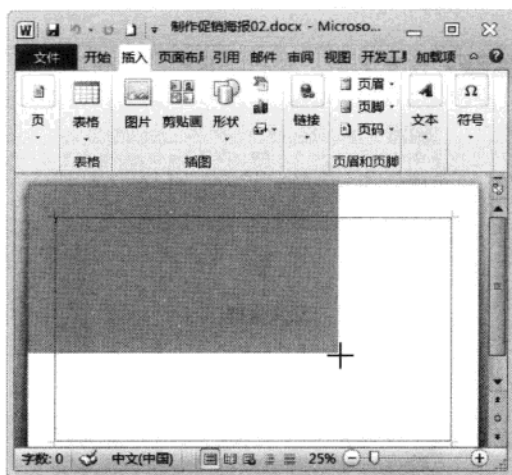 制作促销海报02.docx - Microso...
文件 开始 插入 页面布局 引用 邮件 审阅 视图 开发工具 加载项
页 表格 图片 剪贴画 形状 链接 页眉 页脚 页码 文本 符号
表格 插图 页眉和页脚
字数: 0 中文(中国) 25%